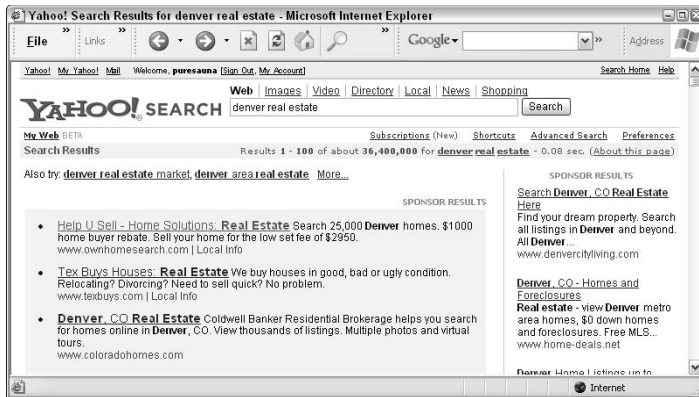 Yahoo! Search Results for denver real estate - Microsoft Internet Explorer
File » Links » Google » Address
Yahoo! My Yahoo! Mail Welcome, puresauna [Sign Out, My Account] Search Home Help
Web | Images | Video | Directory | Local | News | Shopping
YAHOO! SEARCH denver real estate Search
My Web BETA Subscriptions (New) Shortcuts Advanced Search Preferences
Search Results Results 1 - 100 of about 36,400,000 for denver real estate - 0.08 sec. (About this page)
Also try: denver real estate market, denver area real estate More...
SPONSOR RESULTS
• Help U Sell - Home Solutions: Real Estate Search 25,000 Denver homes. $1000
home buyer rebate. Sell your home for the low set fee of $2950.
www.ownhomesearch.com | Local Info
• Tex Buys Houses: Real Estate We buy houses in good, bad or ugly condition.
Relocating? Divorcing? Need to sell quick? No problem.
www.texbuys.com | Local Info
• Denver, CO Real Estate Coldwell Banker Residential Brokerage helps you search
for homes online in Denver, CO. View thousands of listings. Multiple photos and virtual
tours.
www.coloradohomes.com
SPONSOR RESULTS
Search Denver, CO Real Estate
Here
Find your dream property. Search
all listings in Denver and beyond.
All Denver...
www.denvercityliving.com
Denver, CO - Homes and
Foreclosures
Real estate - view Denver metro
area homes, $0 down homes
and foreclosures. Free MLS...
www.home-deals.net
Denver Home Listings up to
Internet